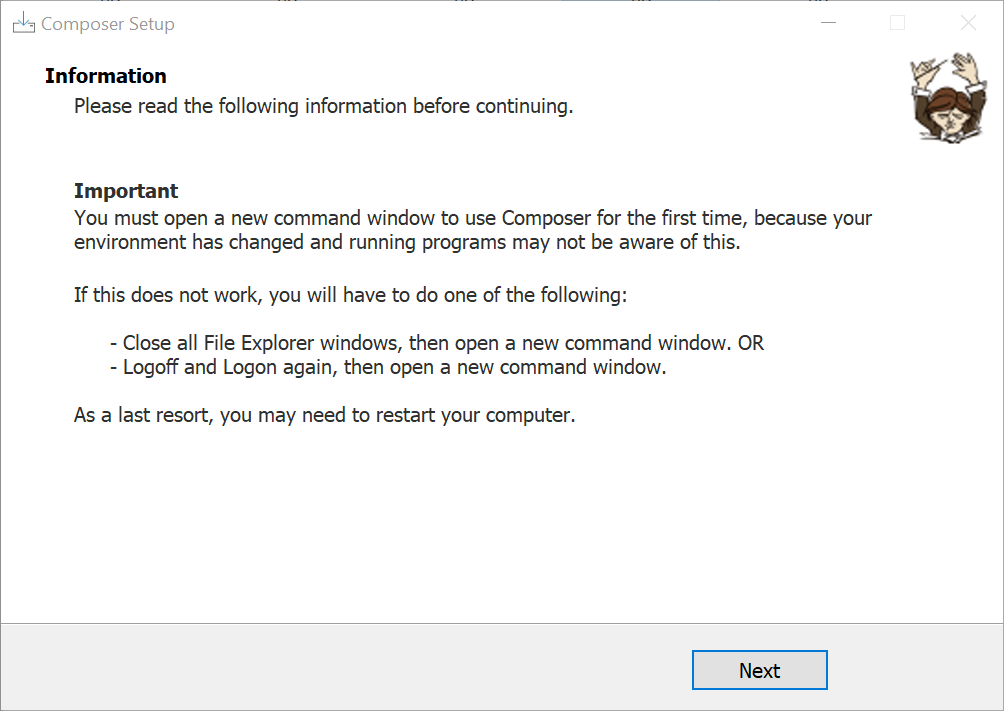 Composer Setup
Information
Please read the following information before continuing.
Important
You must open a new command window to use Composer for the first time, because your
environment has changed and running programs may not be aware of this.
If this does not work, you will have to do one of the following:
- Close all File Explorer windows, then open a new command window. OR
- Logoff and Logon again, then open a new command window.
As a last resort, you may need to restart your computer.
Next